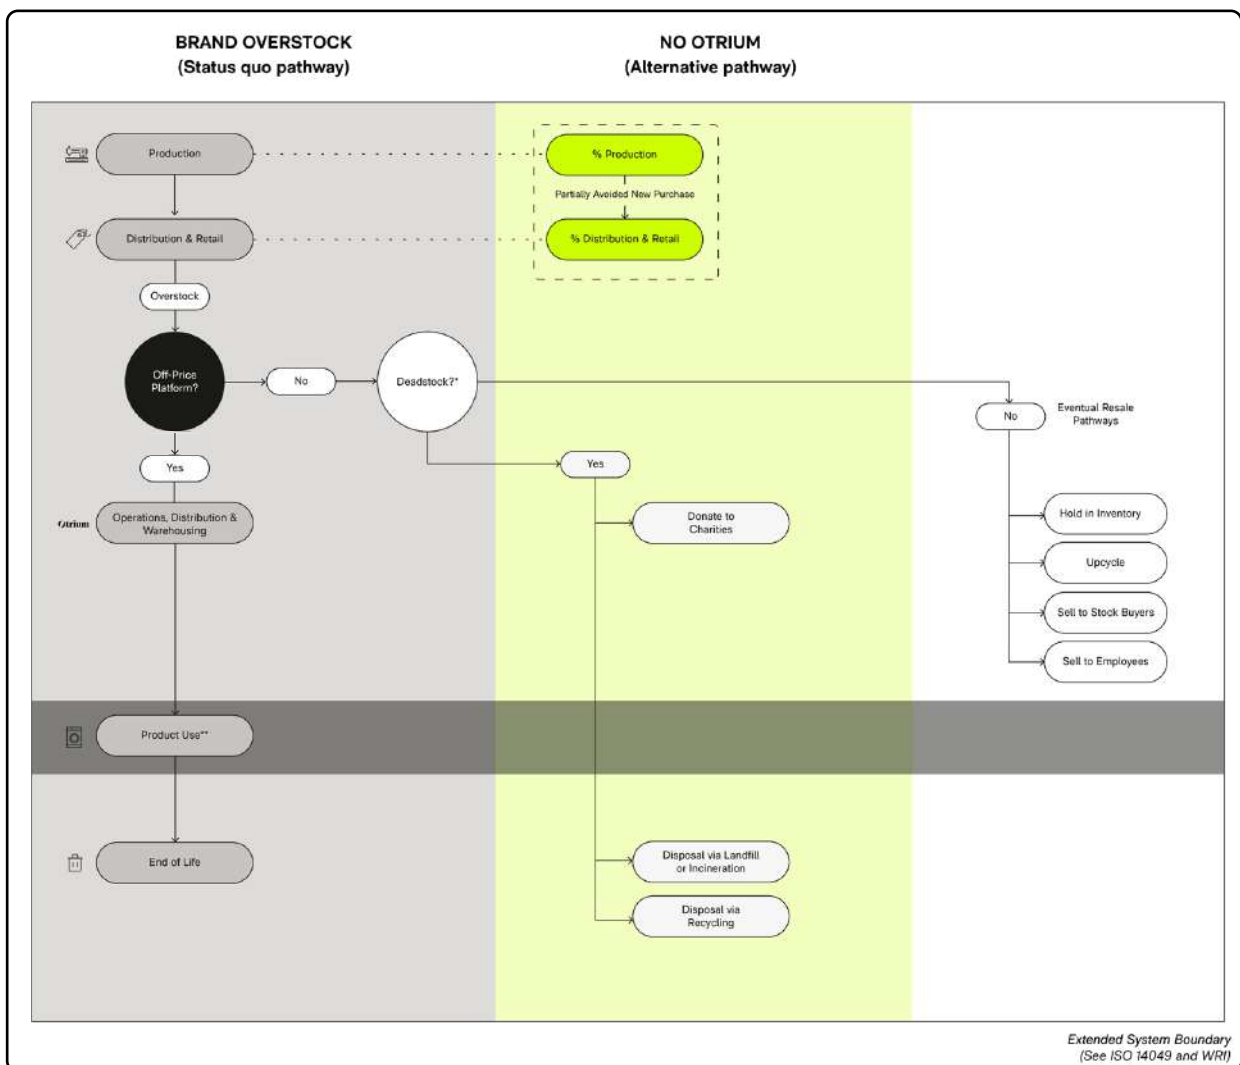 BRAND OVERSTOCK
(Status quo pathway)
NO OTRIUM
(Alternative pathway)
Production
% Production
Partially Avoided New Purchase
Distribution & Retail
% Distribution & Retail
Overstock
Off-Price
Platform?
No
Deadstock?*
No
Eventual Resale
Pathways
Yes
Yes
Otrium
Operations, Distribution &
Warehousing
Donate to
Charities
Hold in Inventory
Upcycle
Sell to Stock Buyers
Sell to Employees
Product Use**
End of Life
Disposal via Landfill
or Incineration
Disposal via
Recycling
Extended System Boundary
(See ISO 14049 and WRI)